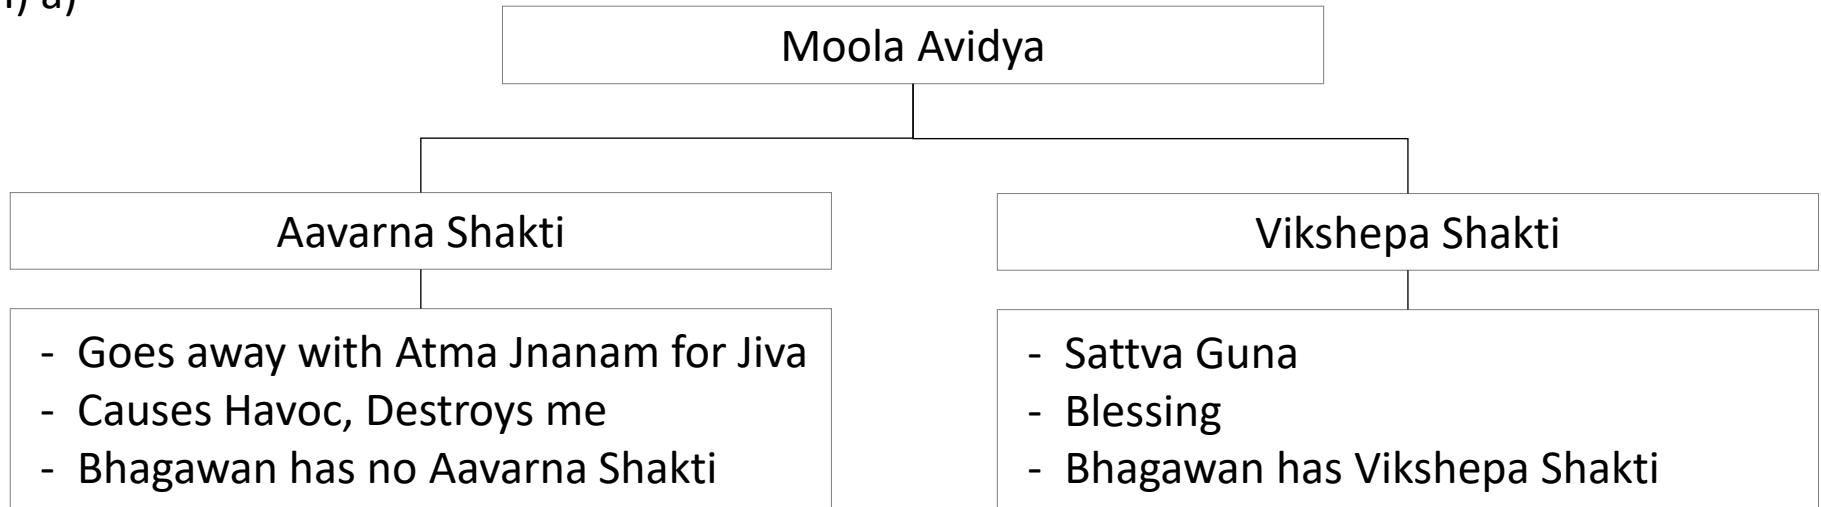 a)
Moola Avidya
Aavarna Shakti
Vikshepa Shakti
- Goes away with Atma Jnanam for Jiva
- Causes Havoc, Destroys me
- Bhagawan has no Aavarna Shakti
- Sattva Guna
- Blessing
- Bhagawan has Vikshepa Shakti